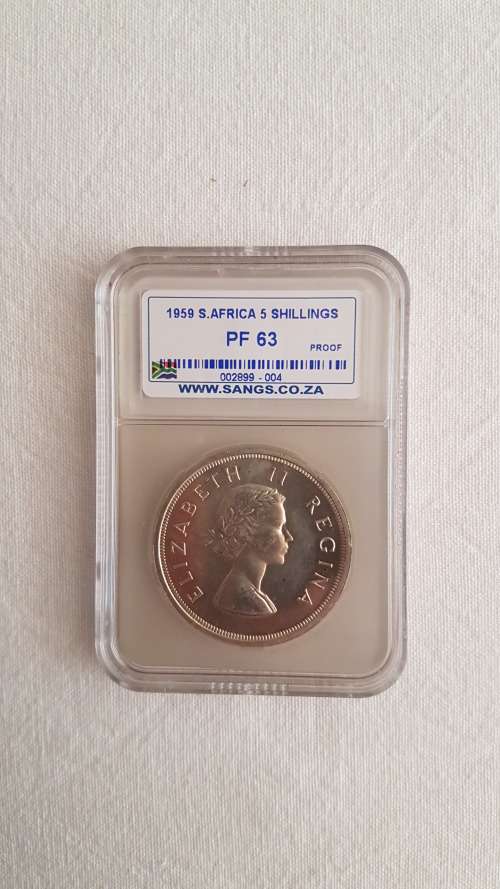 1959 S.AFRICA 5 SHILLINGS
PF 63
PROOF
002899 - 004
WWW.SANGS.CO.ZA
ELIZABETH II REGINA